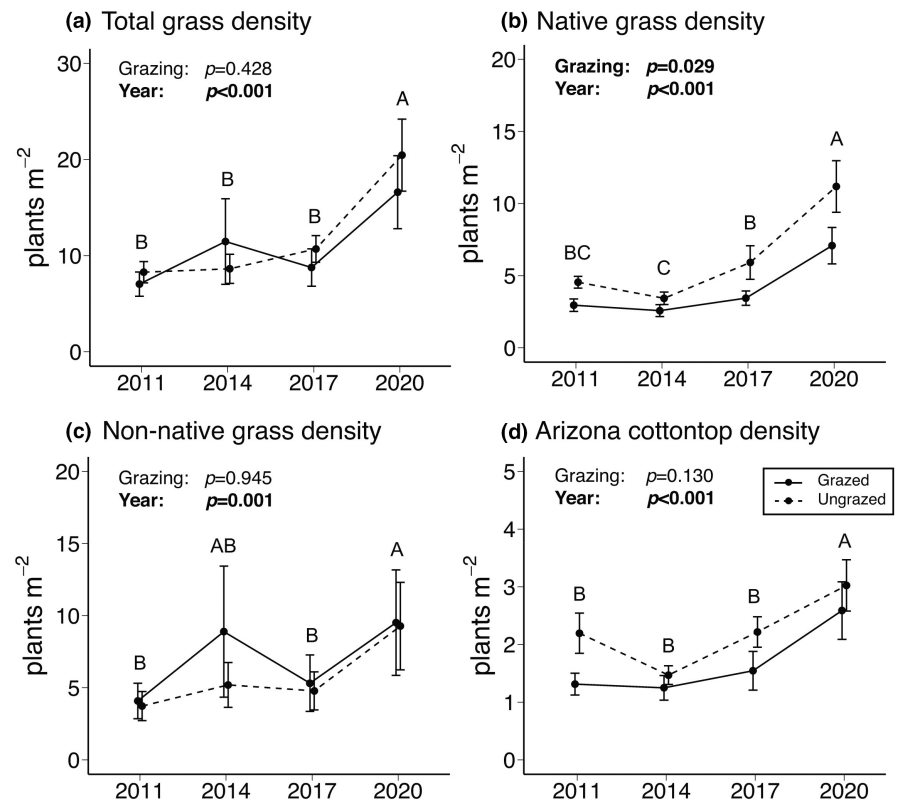 (a) Total grass density
Grazing: p=0.428
Year: p<0.001
plants m−2
30
20
10
0
B
B
B
A
2011 2014 2017 2020
(b) Native grass density
Grazing: p=0.029
Year: p<0.001
plants m−2
20
15
10
5
0
BC
C
B
A
2011 2014 2017 2020
(c) Non-native grass density
Grazing: p=0.945
Year: p=0.001
plants m−2
20
15
10
5
0
B
AB
B
A
2011 2014 2017 2020
(d) Arizona cottontop density
Grazing: p=0.130
Year: p<0.001
Grazed
Ungrazed
plants m−2
5
4
3
2
1
0
B
B
B
A
2011 2014 2017 2020